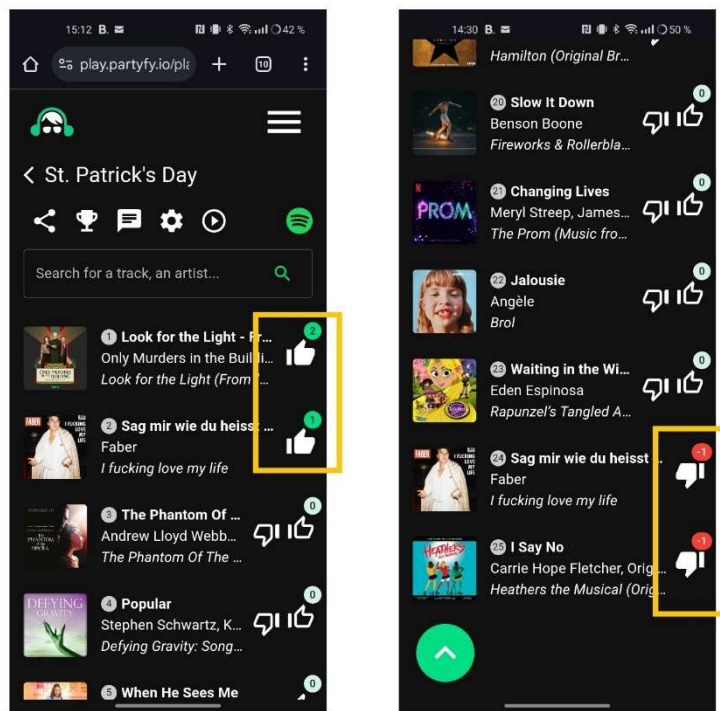 15:12 B. 42 %
play.partyfy.io/pla
10
St. Patrick's Day
Search for a track, an artist...
2
1 Look for the Light - Fr...
Only Murders in the Buildi...
Look for the Light (From "...
1
2 Sag mir wie du heisst ...
Faber
I fucking love my life
0
3 The Phantom Of ...
Andrew Lloyd Webb...
The Phantom Of The ...
0
4 Popular
Stephen Schwartz, K...
Defying Gravity: Song...
0
5 When He Sees Me
14:30 B. 50 %
Hamilton (Original Br...
0
20 Slow It Down
Benson Boone
Fireworks & Rollerbla...
0
21 Changing Lives
Meryl Streep, James...
The Prom (Music fro...
PROM
0
22 Jalousie
Angèle
Brol
0
23 Waiting in the Wi...
Eden Espinosa
Rapunzel's Tangled A...
-1
24 Sag mir wie du heisst ...
Faber
I fucking love my life
-1
25 I Say No
Carrie Hope Fletcher, Orig...
Heathers the Musical (Orig...
HEATHERS
FABER
DEFYING
GRAVITY